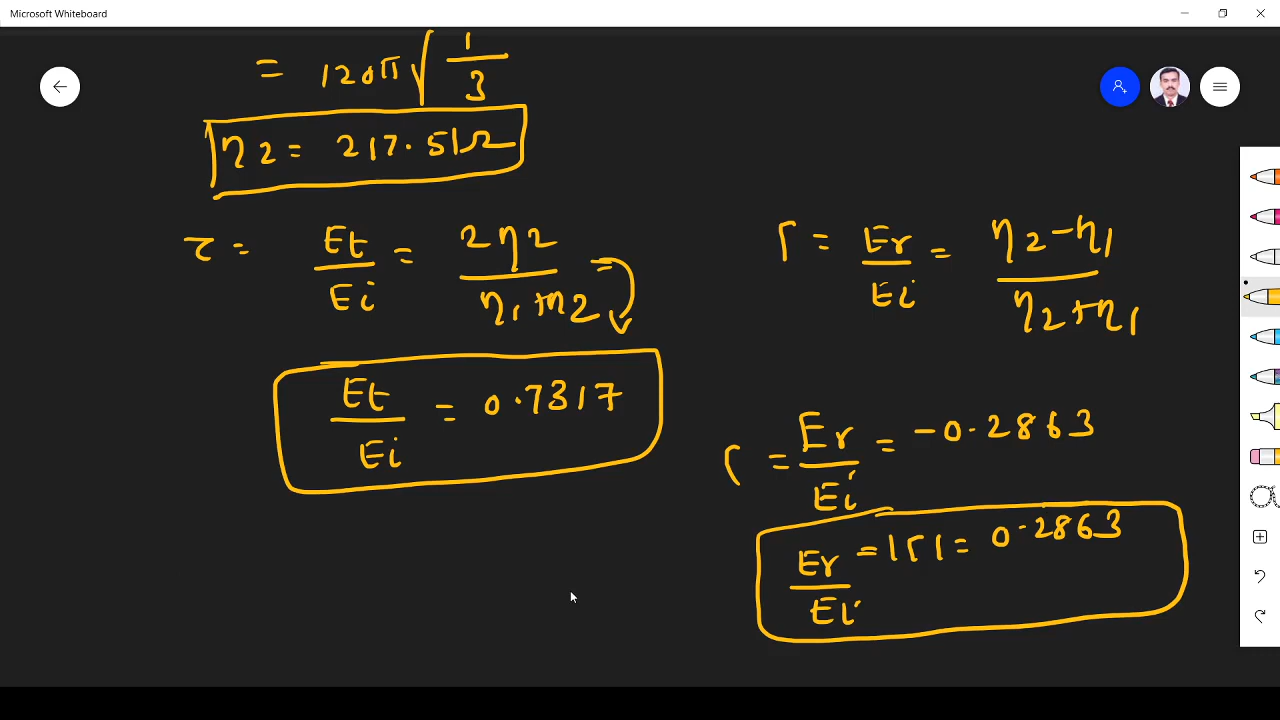 Microsoft Whiteboard
= 120π√(1/3)
η2 = 217.51Ω
τ = Et/Ei = 2η2/(η1+η2) =
Et/Ei = 0.7317
Γ = Er/Ei = (η2-η1)/(η2+η1)
Γ = Er/Ei = -0.2863
Er/Ei = |Γ| = 0.2863